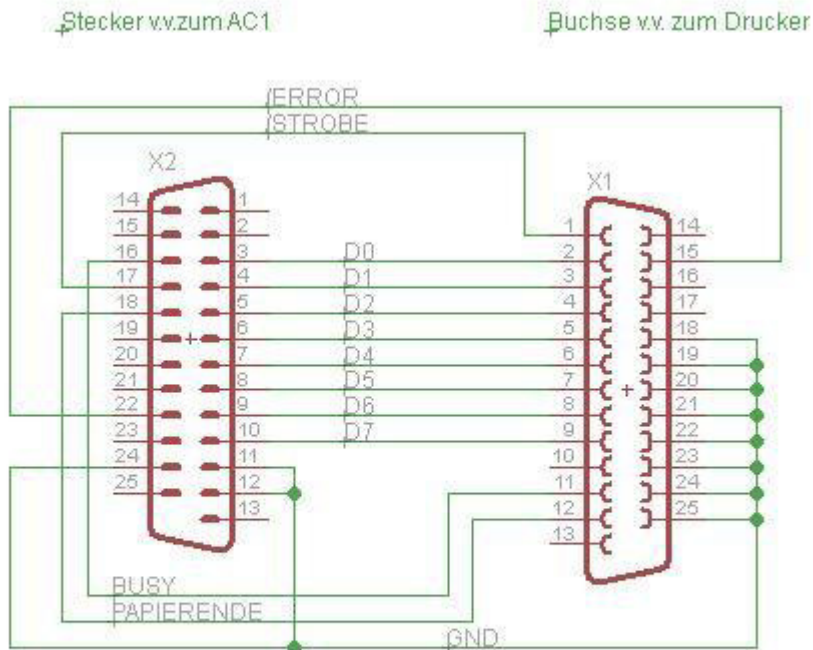 Stecker v.v.zum AC1
Buchse v.v. zum Drucker
/ERROR
/STROBE
X2
X1
14
15
16
17
18
19
20
21
22
23
24
25
1
2
3
4
5
6
7
8
9
10
11
12
13
D0
D1
D2
D3
D4
D5
D6
D7
1
2
3
4
5
6
7
8
9
10
11
12
13
14
15
16
17
18
19
20
21
22
23
24
25
BUSY
PAPIERENDE
GND